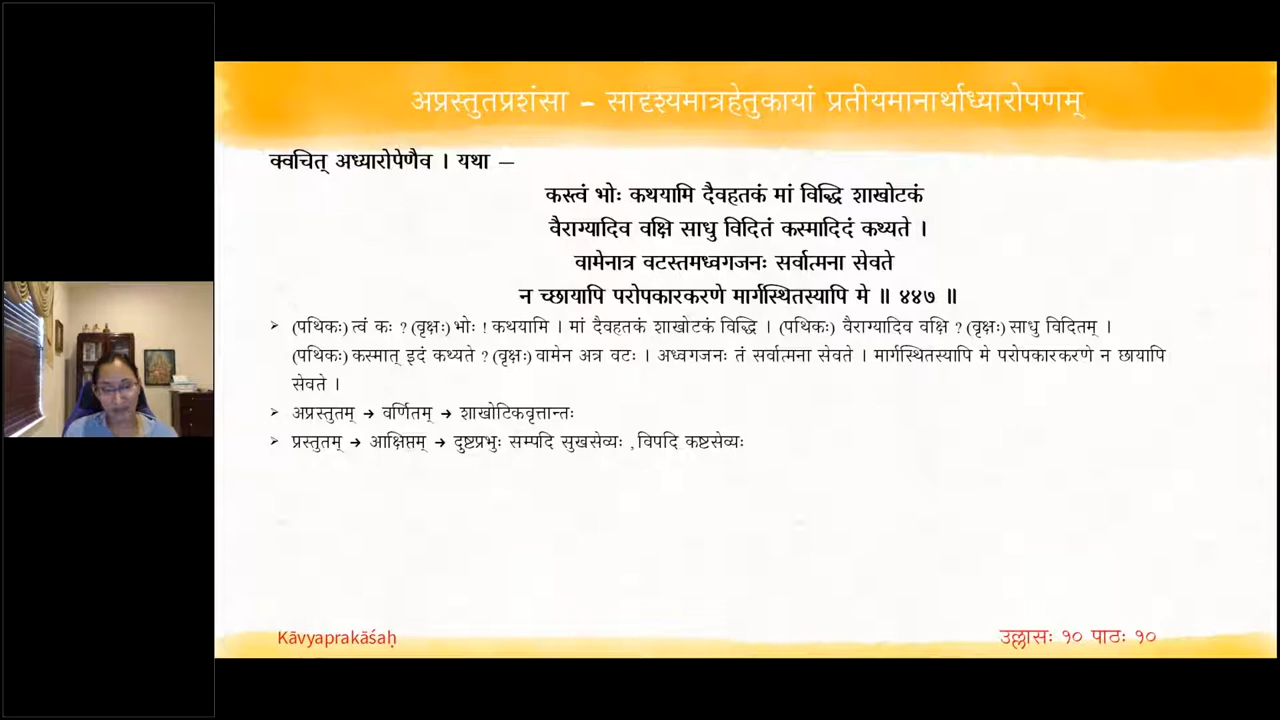 अप्रस्तुतप्रशंसा – सादृश्यमात्रहेतुकायां प्रतीयमानार्थाध्यारोपणम्
क्वचित् अध्यारोपेणैव । यथा —
कस्त्वं भोः कथयामि दैवहतकं मां विद्धि शाखोटकं
वैराग्यादिव वक्षि साधु विदितं कस्मादिदं कथ्यते ।
वामेनात्र वटस्तमध्वगजनः सर्वात्मना सेवते
न च्छायापि परोपकारकरणे मार्गस्थितस्यापि मे ॥ ४४७ ॥
➢ (पथिकः) त्वं कः ? (वृक्षः) भोः ! कथयामि । मां दैवहतकं शाखोटकं विद्धि । (पथिकः) वैराग्यादिव वक्षि ? (वृक्षः) साधु विदितम् ।
(पथिकः) कस्मात् इदं कथ्यते ? (वृक्षः) वामेन अत्र वटः । अध्वगजनः तं सर्वात्मना सेवते । मार्गस्थितस्यापि मे परोपकारकरणे न छायापि
सेवते ।
➢ अप्रस्तुतम् → वर्णितम् → शाखोटिकवृत्तान्तः
➢ प्रस्तुतम् → आक्षिप्तम् → दुष्टप्रभुः सम्पदि सुखसेव्यः , विपदि कष्टसेव्यः
Kāvyaprakāśaḥ
उल्लासः १० पाठः १०